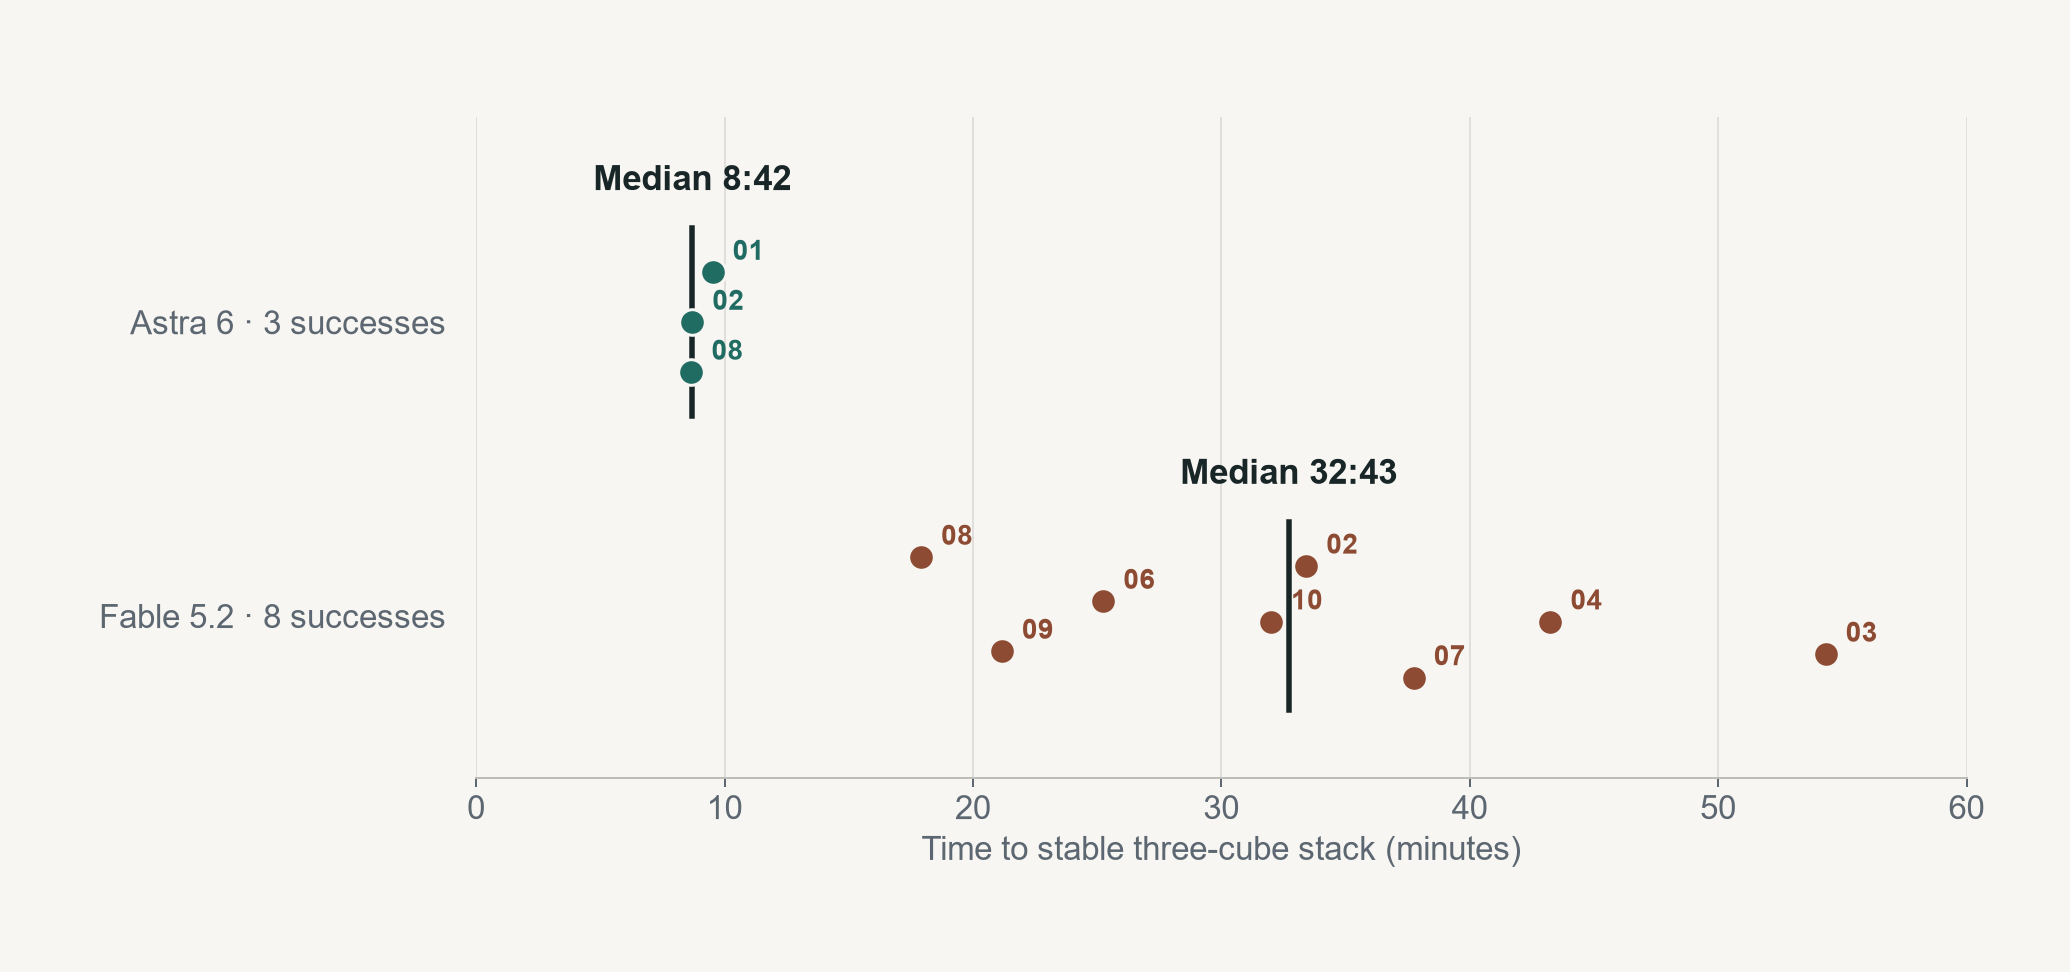 Median 8:42
01
02
Astra 6 · 3 successes
08
Median 32:43
08
02
06
10
04
Fable 5.2 · 8 successes
09
03
07
0 10 20 30 40 50 60
Time to stable three-cube stack (minutes)